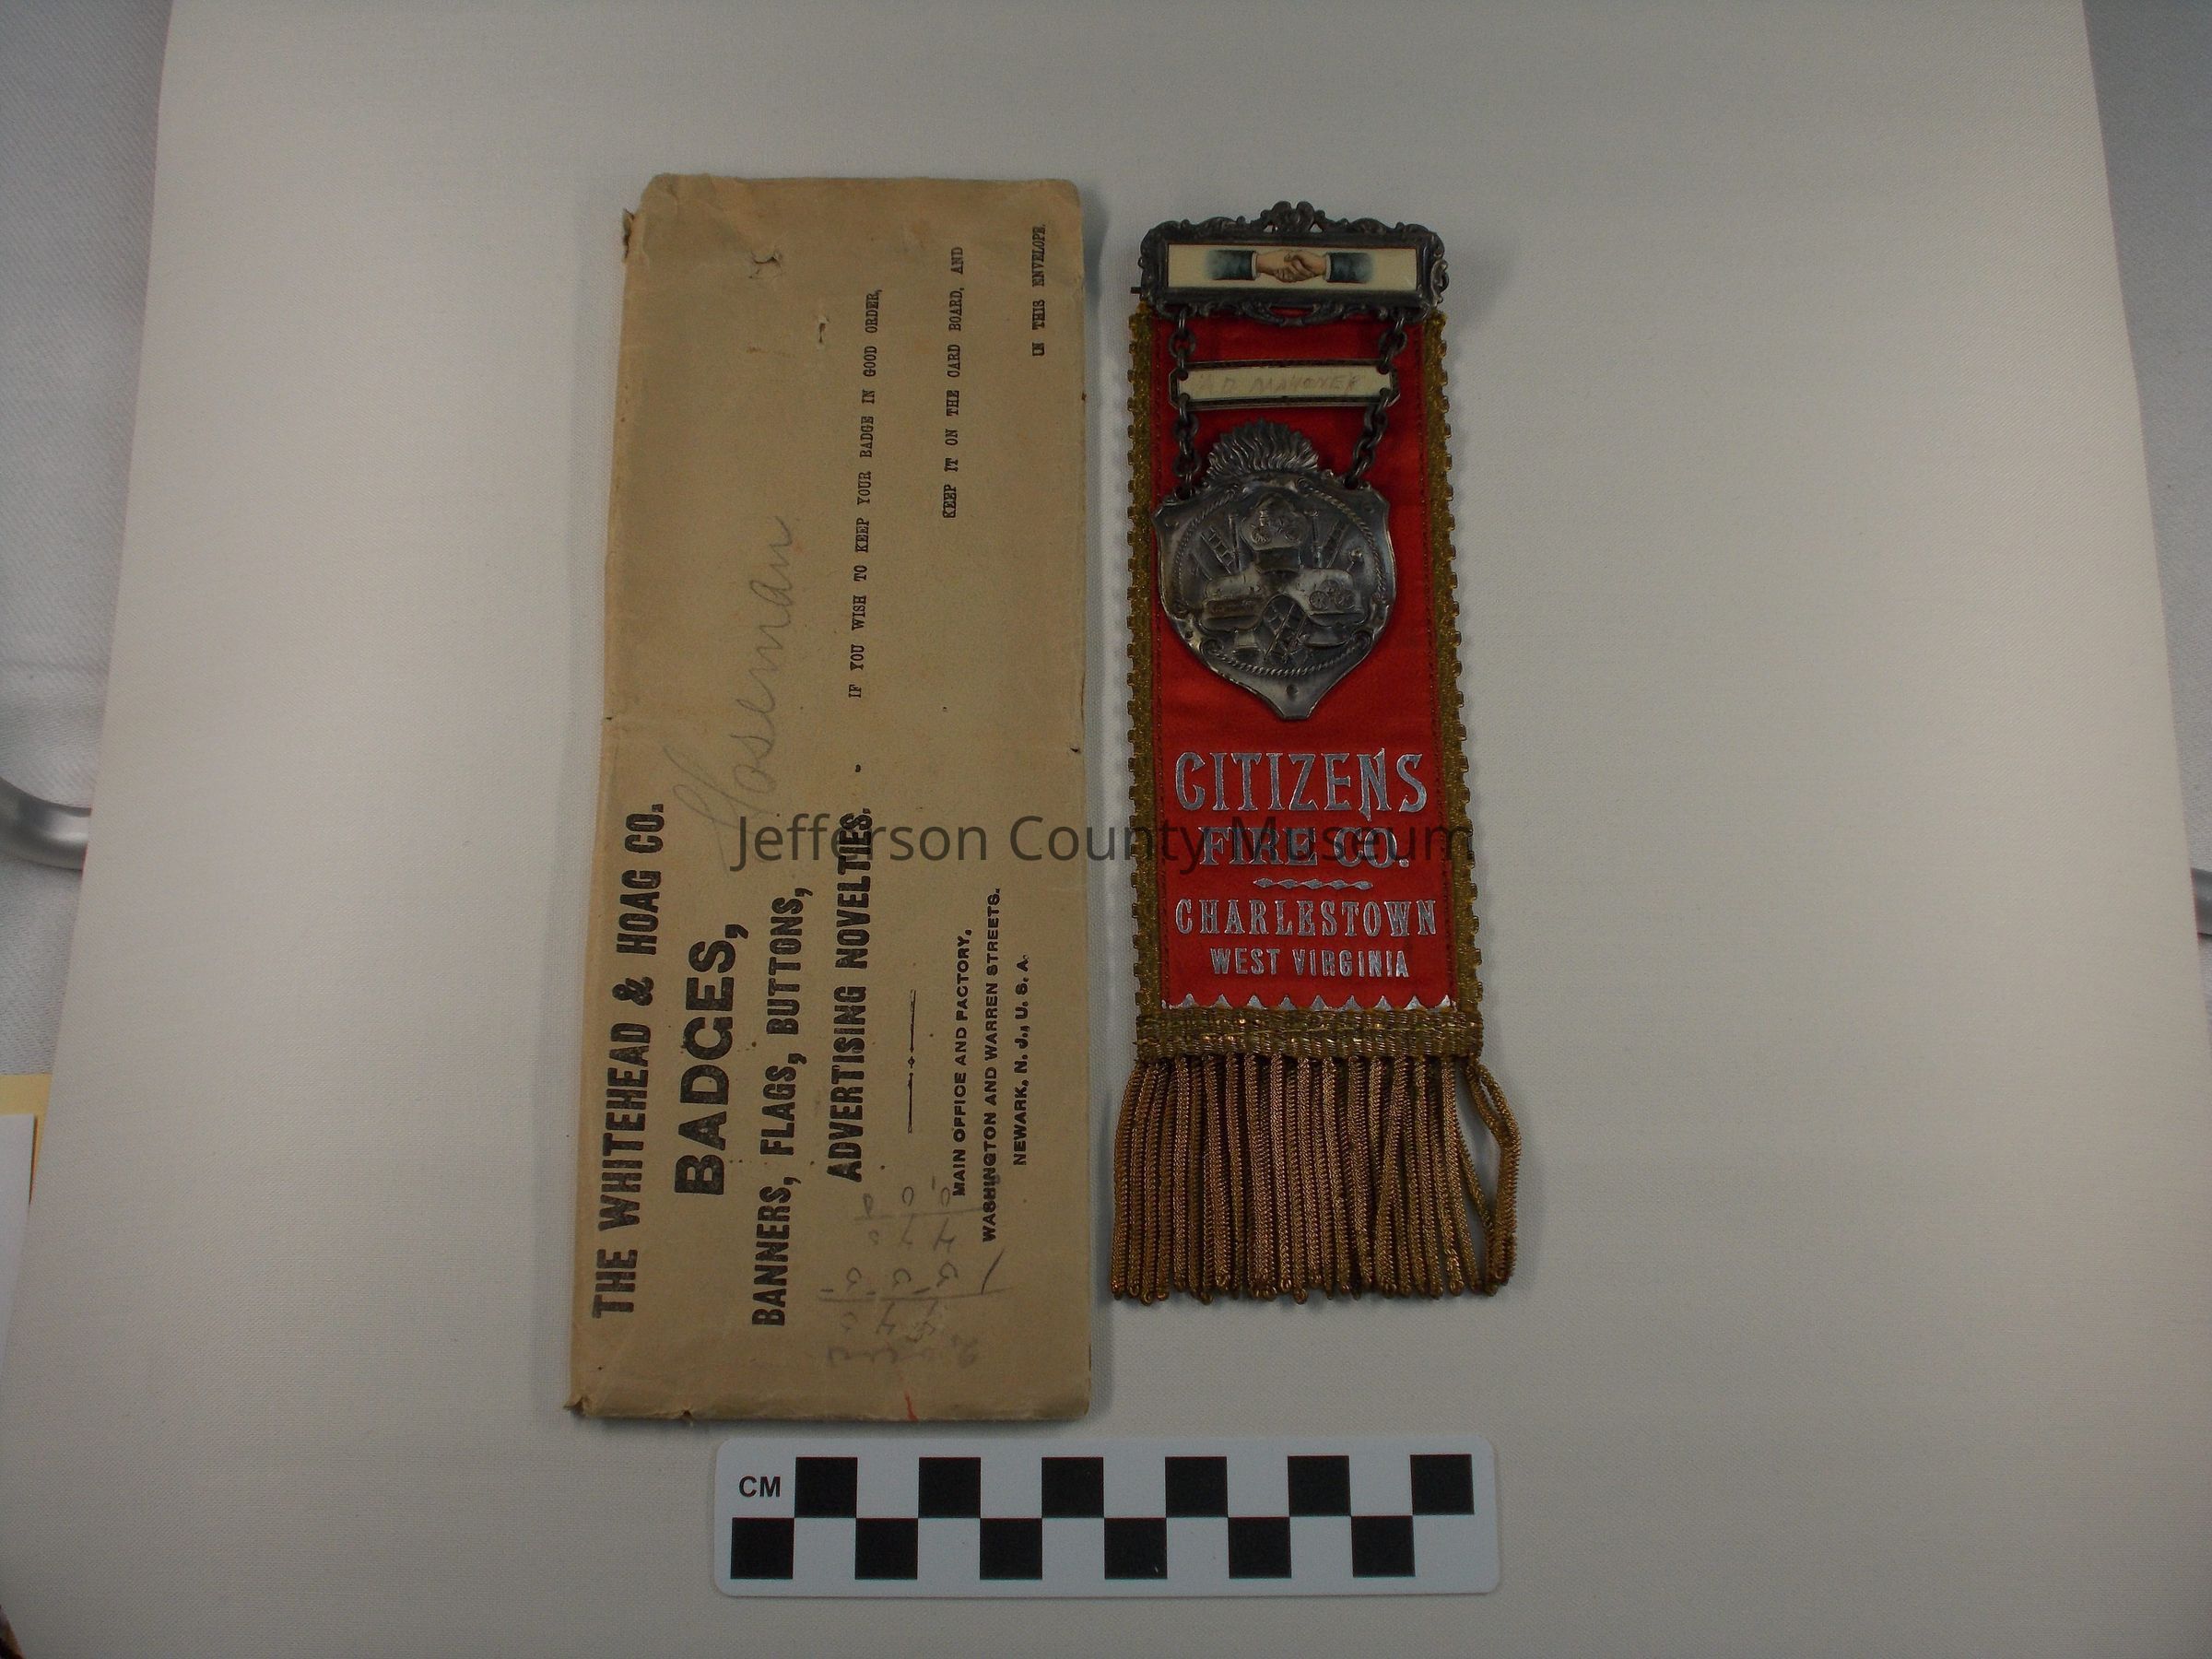 THE WHITEHEAD & HOAG CO.
BADGES,
BANNERS, FLAGS, BUTTONS,
ADVERTISING NOVELTIES.
MAIN OFFICE AND FACTORY,
WASHINGTON AND WARREN STREETS.
NEWARK, N. J., U. S. A.
Hoseman
IF YOU WISH TO KEEP YOUR BADGE IN GOOD ORDER,
KEEP IT ON THE CARD BOARD, AND
IN THIS ENVELOPE.
MAHONEY
CITIZENS
FIRE CO.
CHARLESTOWN
WEST VIRGINIA
Jefferson County Museum
CM